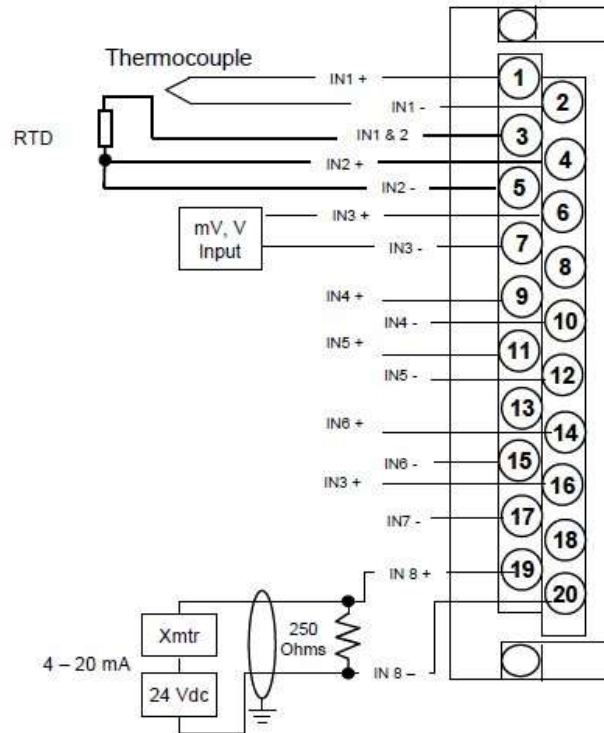 Thermocouple
IN1 +
1
IN1 -
2
RTD
IN1 & 2
3
IN2 +
4
IN2 -
5
IN3 +
6
mV, V
Input
IN3 -
7
8
IN4 +
9
IN4 -
10
IN5 +
11
IN5 -
12
13
IN6 +
14
IN6 -
15
IN3 +
16
IN7 -
17
18
IN 8 +
19
20
Xmtr
250
Ohms
4 – 20 mA
24 Vdc
IN 8 –